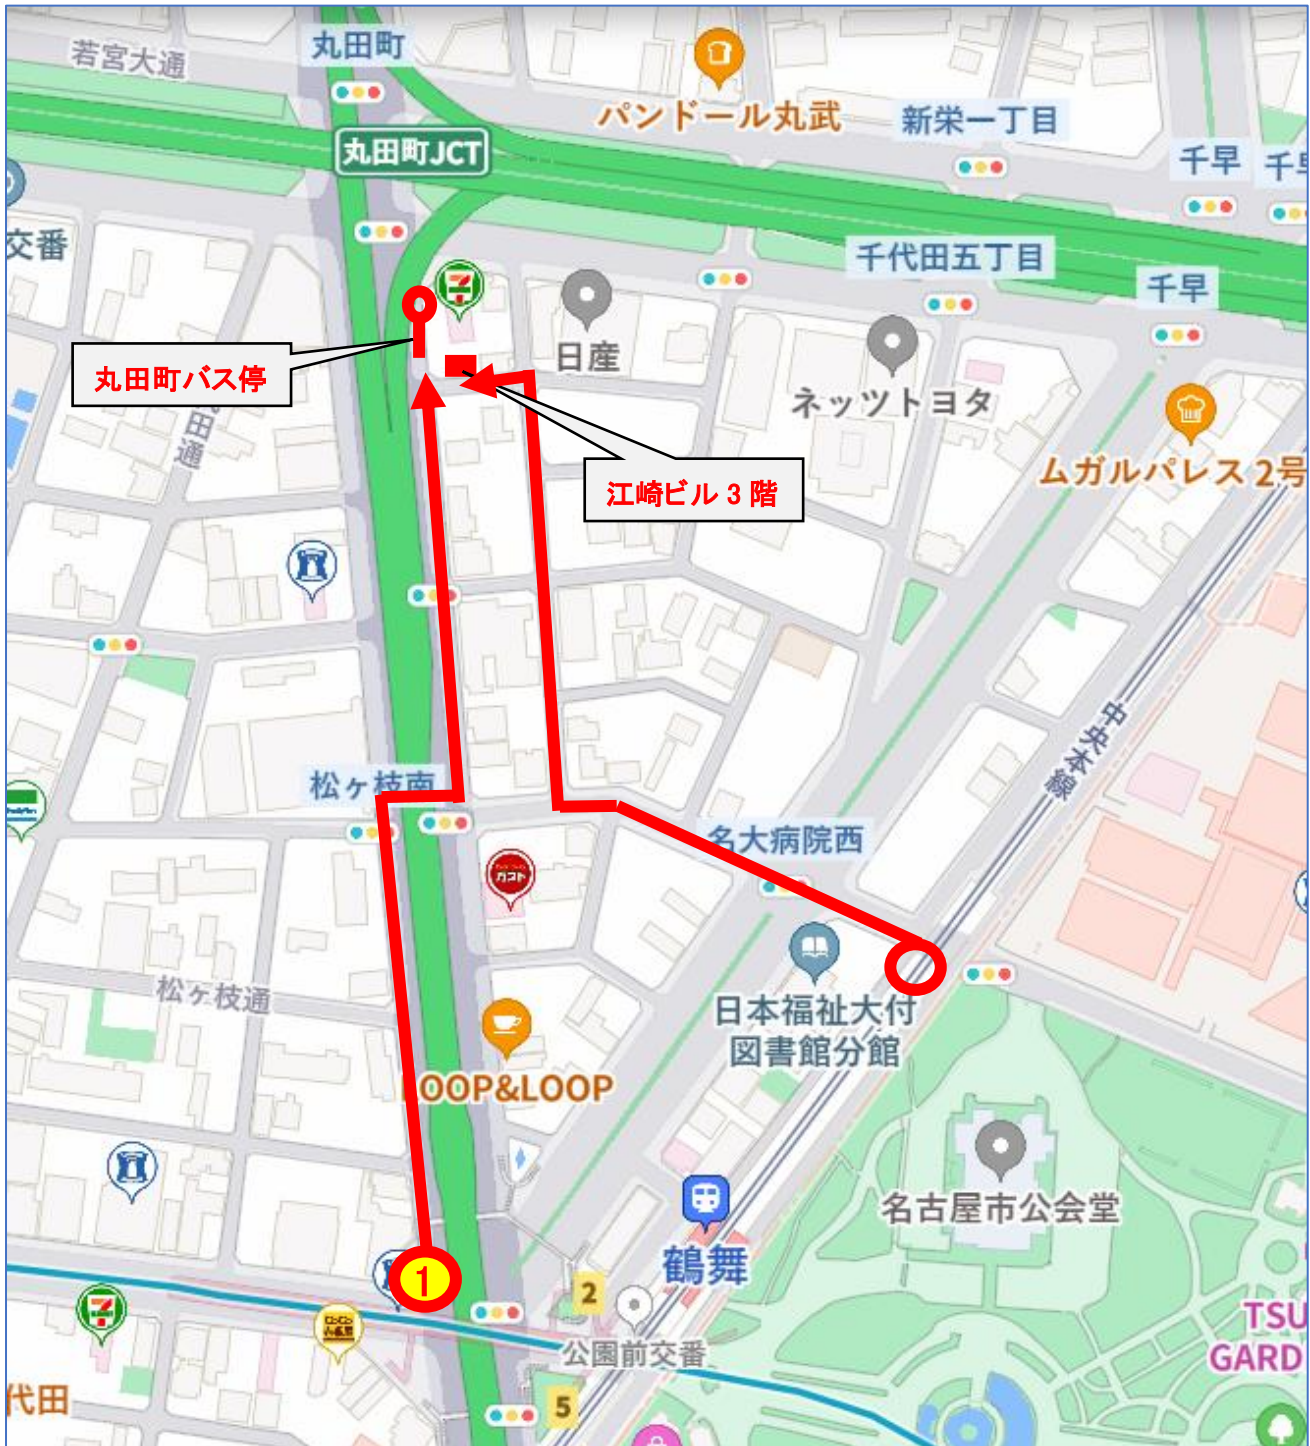 若宮大通
丸田町
パンドール丸武
新栄一丁目
丸田町JCT
千早
交番
千代田五丁目
千早
日産
丸田町バス停
ネッツトヨタ
田通
ムガルパレス2号
江崎ビル3階
中央本線
松ヶ枝南
名大病院西
ガスト
松ヶ枝通
日本福祉大付
図書館分館
LOOP&LOOP
名古屋市公会堂
鶴舞
1
2
公園前交番
TSU
GARD
代田
5